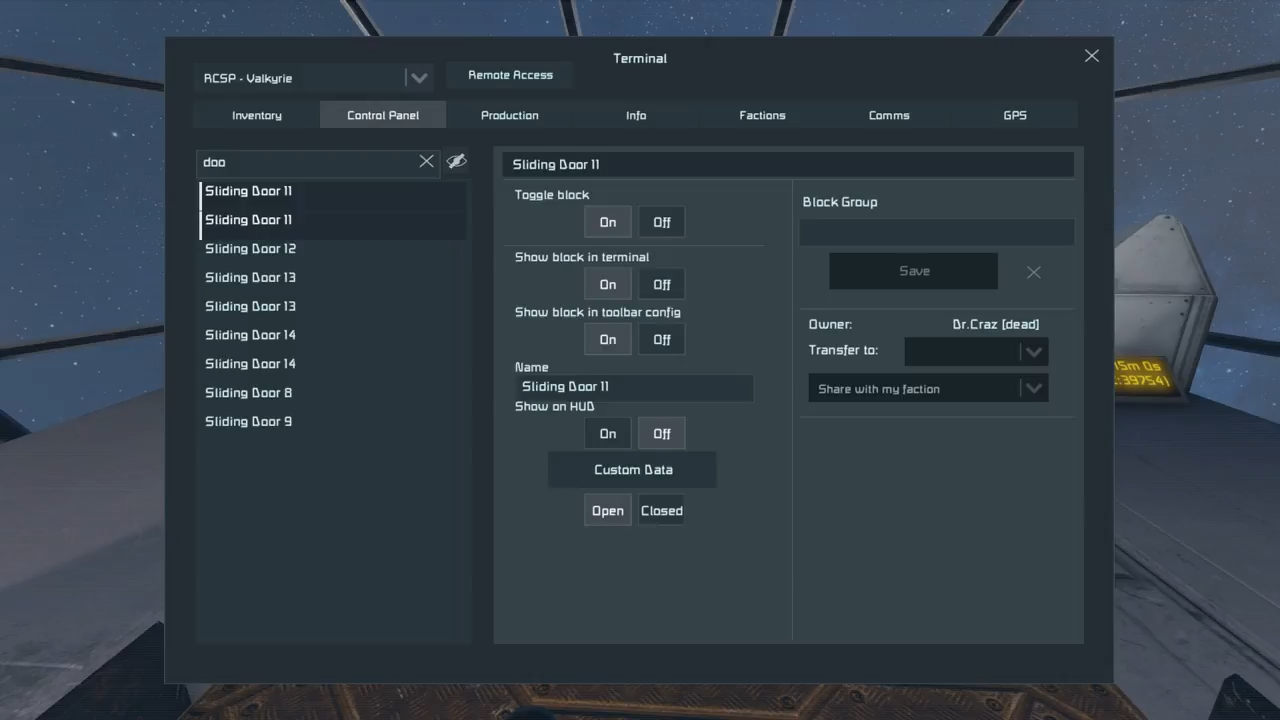 Terminal
RCSP - Valkyrie
Remote Access
Inventory
Control Panel
Production
Info
Factions
Comms
GPS
doo
Sliding Door 11
Sliding Door 11
Sliding Door 12
Sliding Door 13
Sliding Door 13
Sliding Door 14
Sliding Door 14
Sliding Door 8
Sliding Door 9
Sliding Door 11
Toggle block
On Off
Show block in terminal
On Off
Show block in toolbar config
On Off
Name
Sliding Door 11
Show on HUD
On Off
Custom Data
Open Closed
Block Group
Save
Owner: Dr.Craz [dead]
Transfer to:
Share with my faction
5m 0s
:39754)